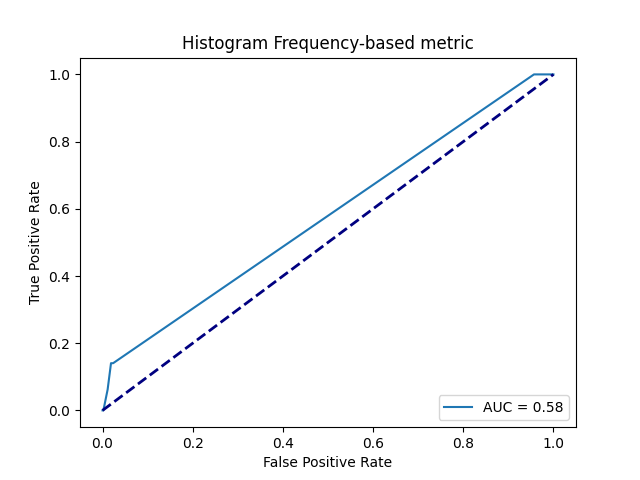 Histogram Frequency-based metric
True Positive Rate
1.0
0.8
0.6
0.4
0.2
0.0
AUC = 0.58
0.0 0.2 0.4 0.6 0.8 1.0
False Positive Rate